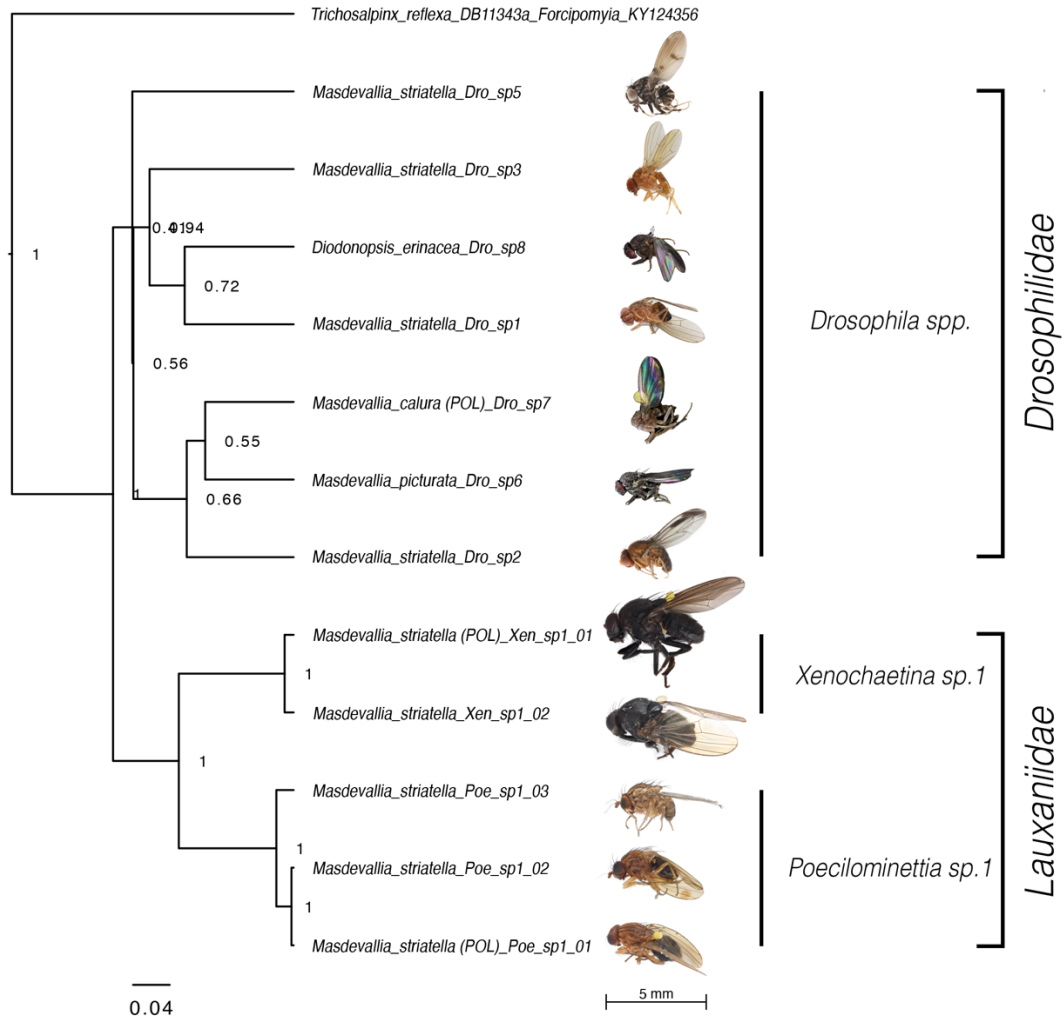 Trichosalpinx_reflexa_DB11343a_Forcipomyia_KY124356
Masdevallia_striatella_Dro_sp5
Masdevallia_striatella_Dro_sp3
0.94
Diodonopsis_erinacea_Dro_sp8
1
0.72
Masdevallia_striatella_Dro_sp1
Drosophila spp.
Drosophilidae
0.56
Masdevallia_calura (POL)_Dro_sp7
0.55
Masdevallia_picturata_Dro_sp6
1
0.66
Masdevallia_striatella_Dro_sp2
Masdevallia_striatella (POL)_Xen_sp1_01
1
Xenochaetina sp.1
Masdevallia_striatella_Xen_sp1_02
1
Lauxaniidae
Masdevallia_striatella_Poe_sp1_03
1
Masdevallia_striatella_Poe_sp1_02
Poecilominettia sp.1
1
Masdevallia_striatella (POL)_Poe_sp1_01
0.04
5 mm